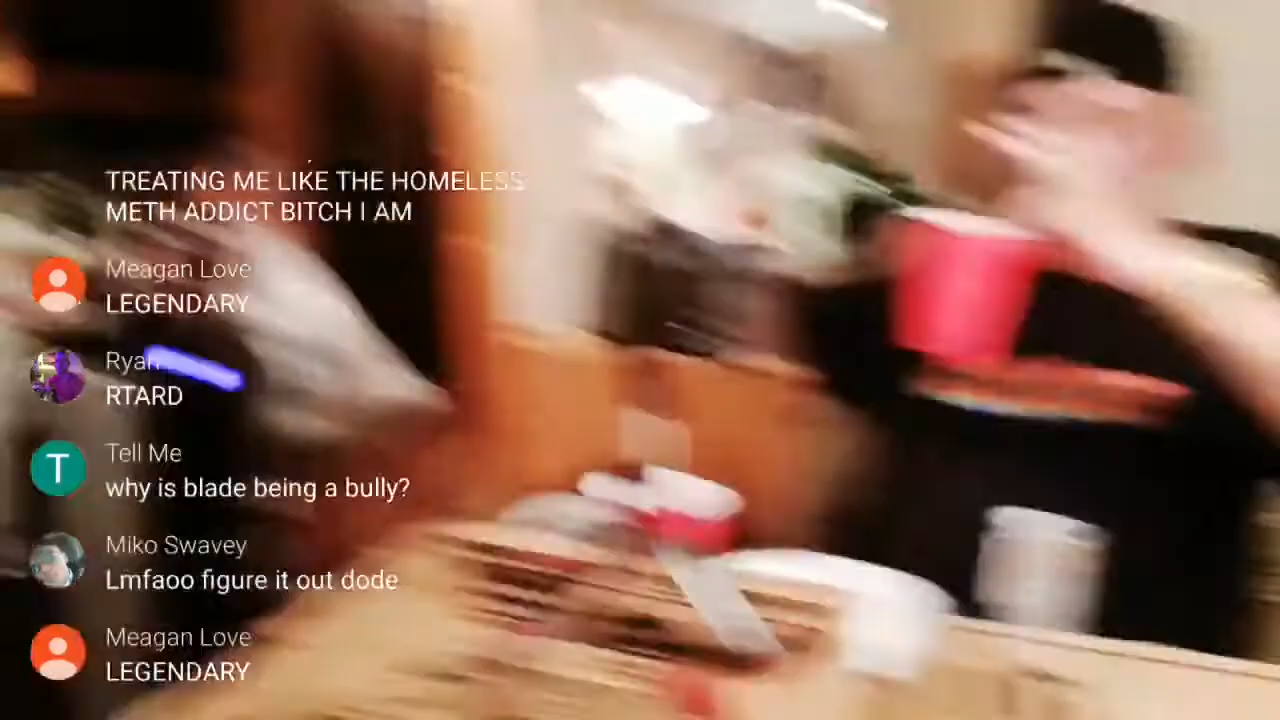 TREATING ME LIKE THE HOMELESS
METH ADDICT BITCH I AM
Meagan Love
LEGENDARY
Ryan
RTARD
T
Tell Me
why is blade being a bully?
Miko Swavey
Lmfaoo figure it out dode
Meagan Love
LEGENDARY